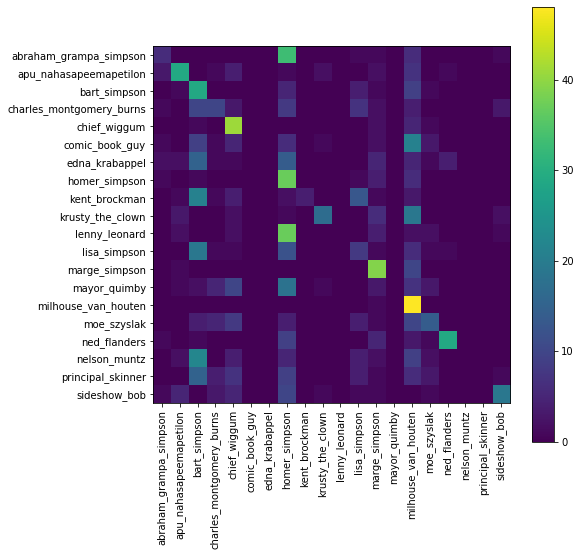 abraham_grampa_simpson
apu_nahasapeemapetilon
bart_simpson
charles_montgomery_burns
chief_wiggum
comic_book_guy
edna_krabappel
homer_simpson
kent_brockman
krusty_the_clown
lenny_leonard
lisa_simpson
marge_simpson
mayor_quimby
milhouse_van_houten
moe_szyslak
ned_flanders
nelson_muntz
principal_skinner
sideshow_bob
abraham_grampa_simpson
apu_nahasapeemapetilon
bart_simpson
charles_montgomery_burns
chief_wiggum
comic_book_guy
edna_krabappel
homer_simpson
kent_brockman
krusty_the_clown
lenny_leonard
lisa_simpson
marge_simpson
mayor_quimby
milhouse_van_houten
moe_szyslak
ned_flanders
nelson_muntz
principal_skinner
sideshow_bob
40
30
20
10
0